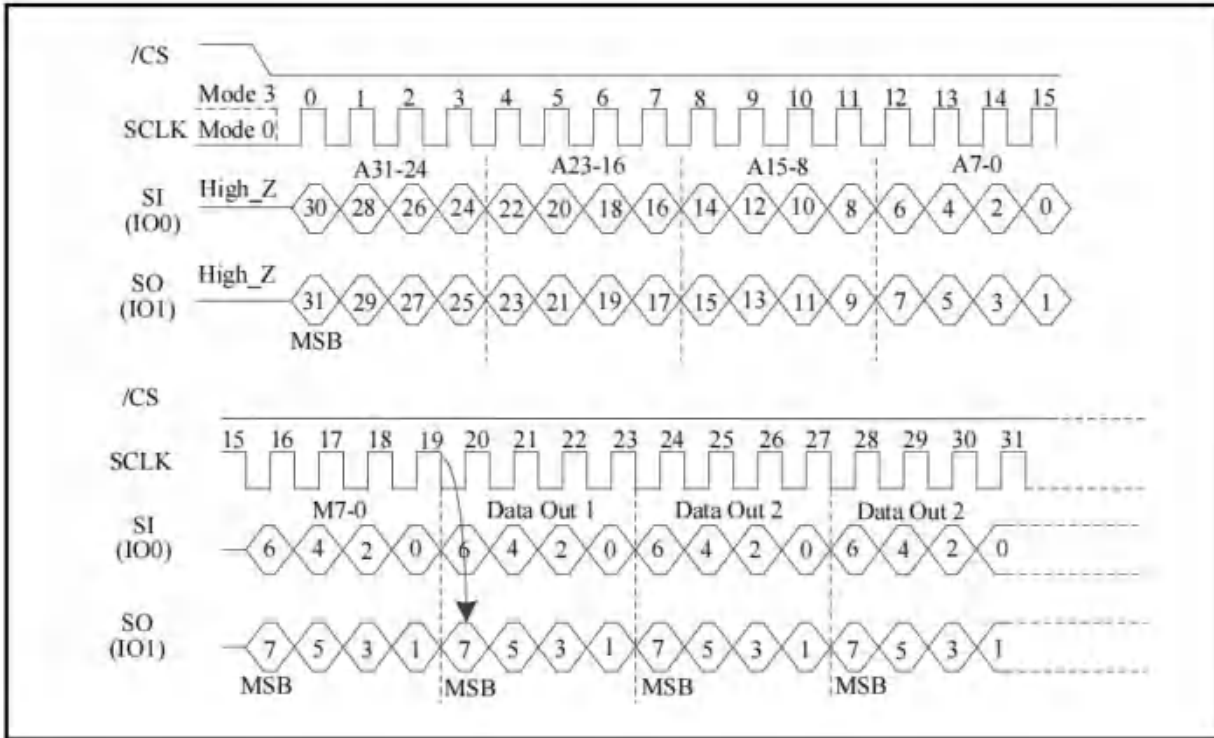 /CS
Mode 3 0 1 2 3 4 5 6 7 8 9 10 11 12 13 14 15
SCLK Mode 0
A31-24 A23-16 A15-8 A7-0
SI High_Z
(IO0) 30 28 26 24 22 20 18 16 14 12 10 8 6 4 2 0
SO High_Z
(IO1) 31 29 27 25 23 21 19 17 15 13 11 9 7 5 3 1
MSB
/CS
15 16 17 18 19 20 21 22 23 24 25 26 27 28 29 30 31
SCLK
M7-0 Data Out 1 Data Out 2 Data Out 2
SI
(IO0) 6 4 2 0 6 4 2 0 6 4 2 0 6 4 2 0
SO
(IO1) 7 5 3 1 7 5 3 1 7 5 3 1 7 5 3 1
MSB MSB MSB MSB